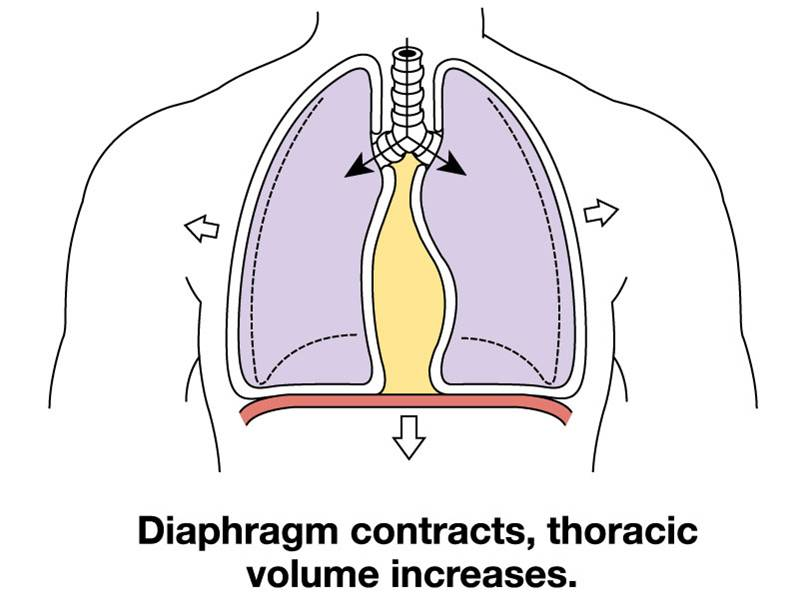 Diaphragm contracts, thoracic
volume increases.